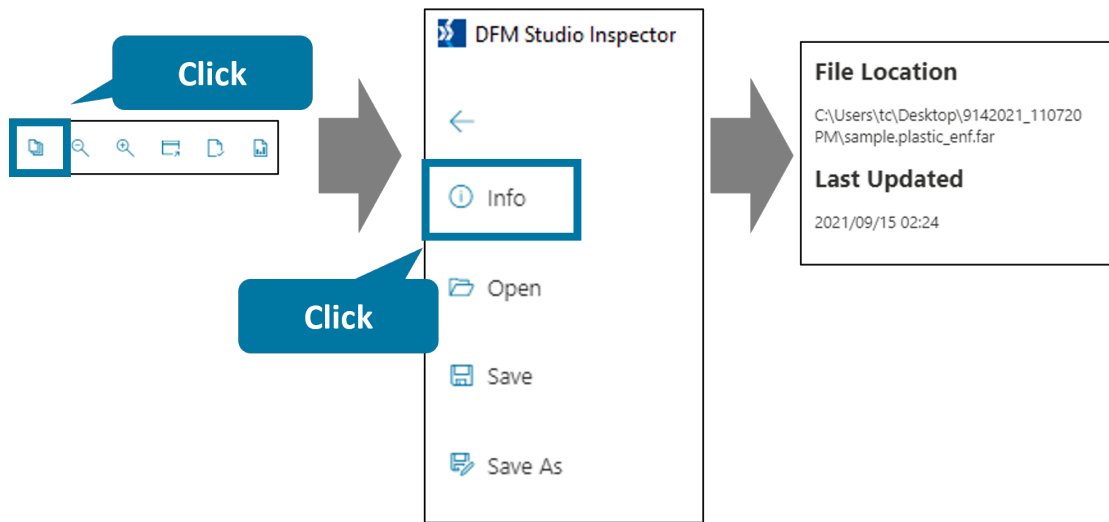 Click
DFM Studio Inspector
Info
Click
Open
Save
Save As
File Location
C:\Users\tc\Desktop\9142021_110720
PM\sample.plastic_enf.far
Last Updated
2021/09/15 02:24